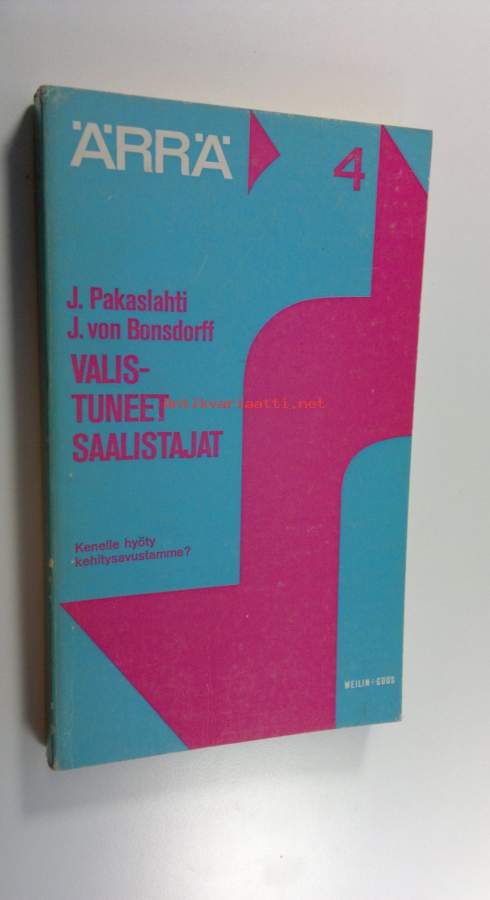 ÄRRÄ 4
J. Pakaslahti
J. von Bonsdorff
VALIS-
TUNEET
SAALISTAJAT
antikvariaatti.net
Kenelle hyöty
kehitysavustamme?
WEILIN+GÖÖS